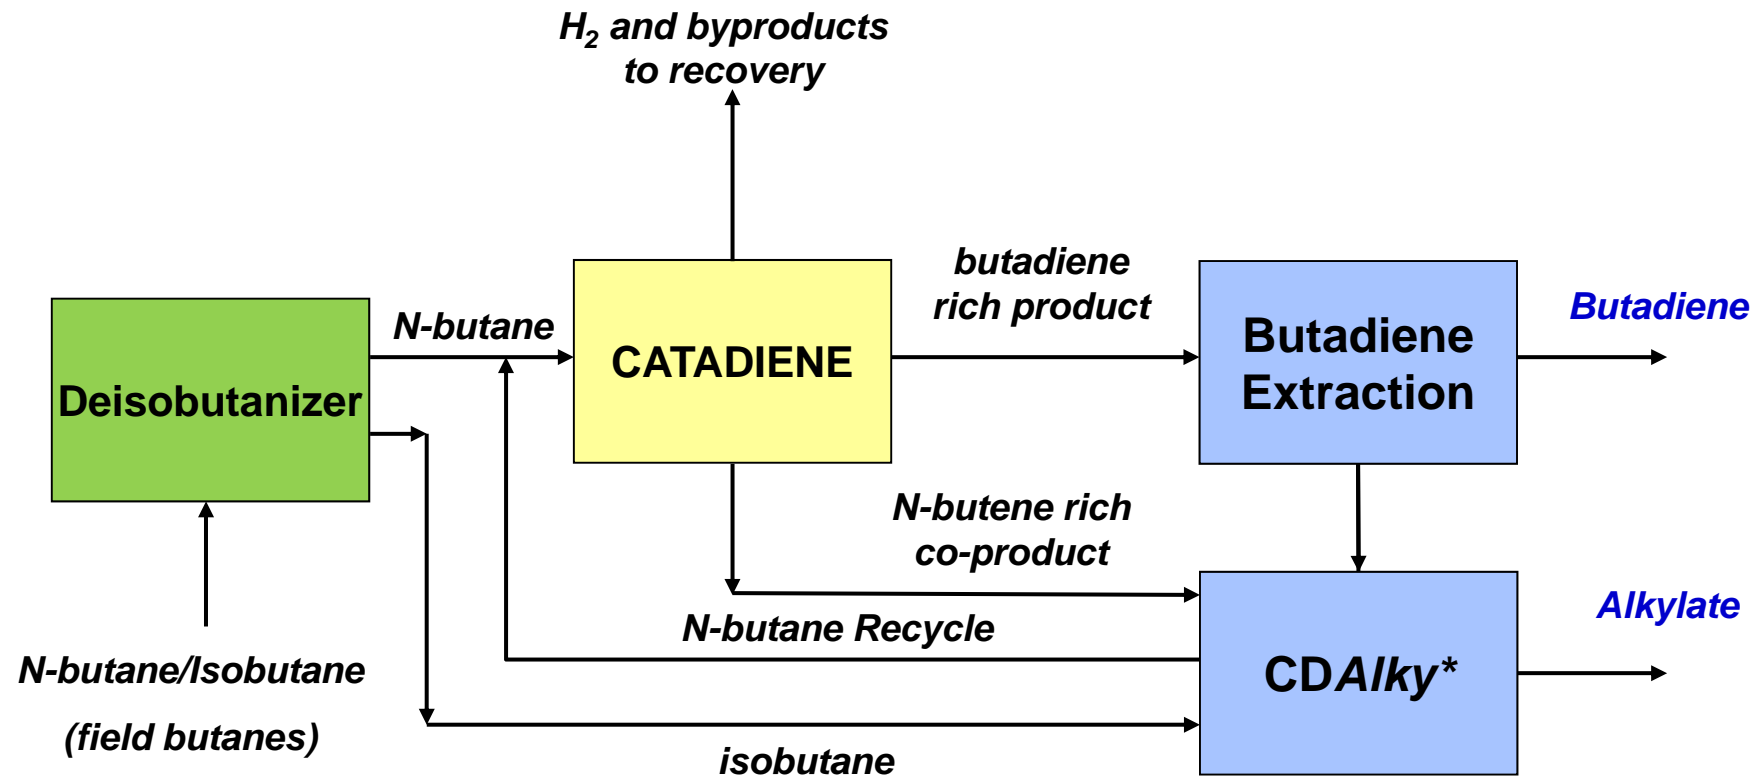 H2 and byproducts
to recovery
butadiene
rich product
N-butane
Butadiene
Extraction
Butadiene
CATADIENE
Deisobutanizer
N-butene rich
co-product
Alkylate
N-butane Recycle
N-butane/Isobutane
(field butanes)
CDAlky*
isobutane